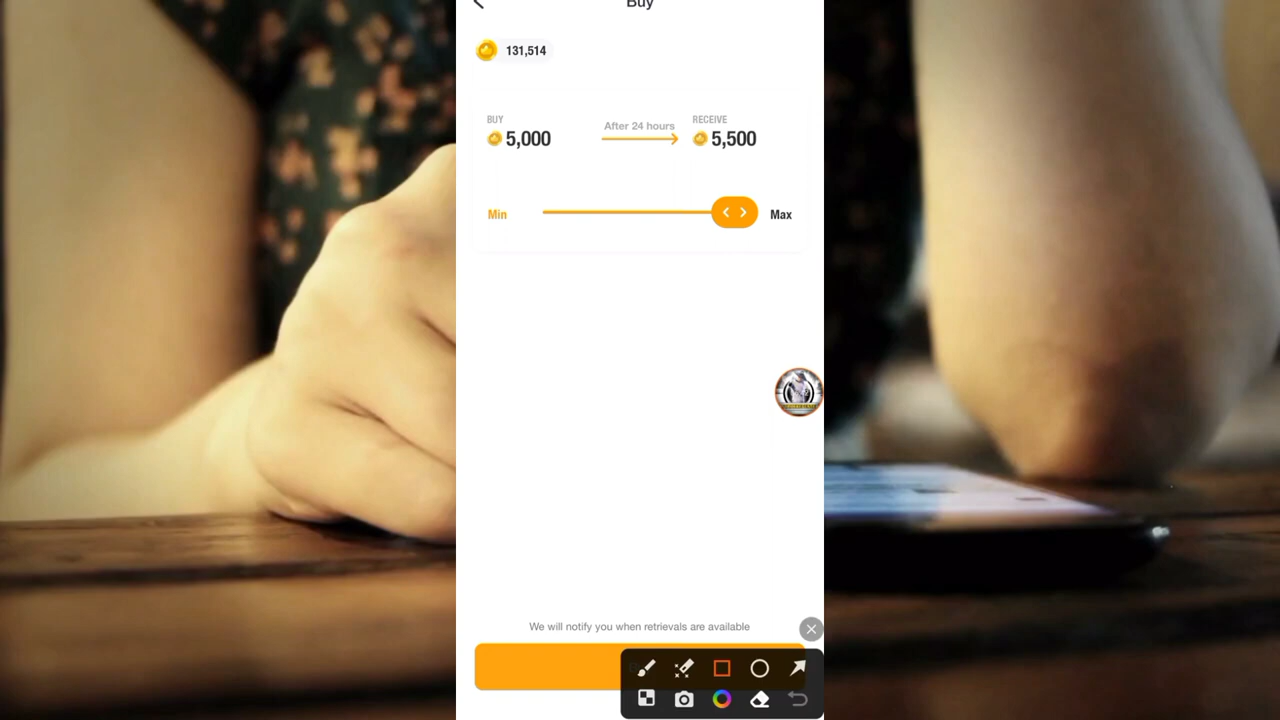 Buy
131,514
BUY
After 24 hours
RECEIVE
5,000
5,500
Min
Max
We will notify you when retrievals are available